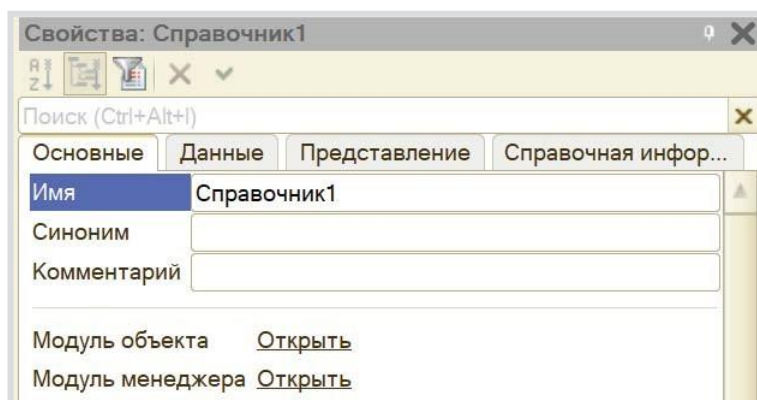 Свойства: Справочник1
Поиск (Ctrl+Alt+I)
Основные Данные Представление Справочная инфор...
Имя Справочник1
Синоним
Комментарий
Модуль объекта Открыть
Модуль менеджера Открыть